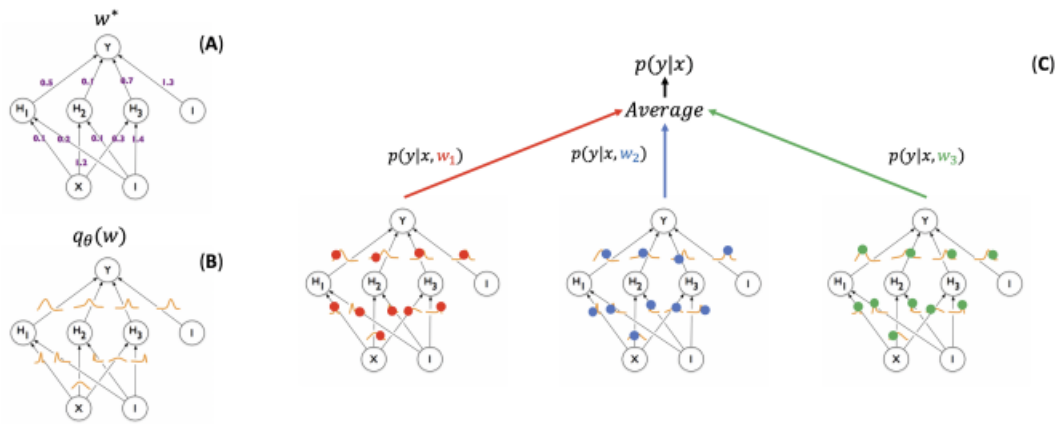 w*
(A)
Y
0.5 0.1 0.7 1.2
H1 H2 H3 I
0.1 0.2 0.1 0.3 1.4
1.2
X I
qθ(w)
(B)
Y
H1 H2 H3 I
X I
(C)
p(y|x)
Average
p(y|x, w1) p(y|x, w2) p(y|x, w3)
Y Y Y
H1 H2 H3 I H1 H2 H3 I H1 H2 H3 I
X I X I X I